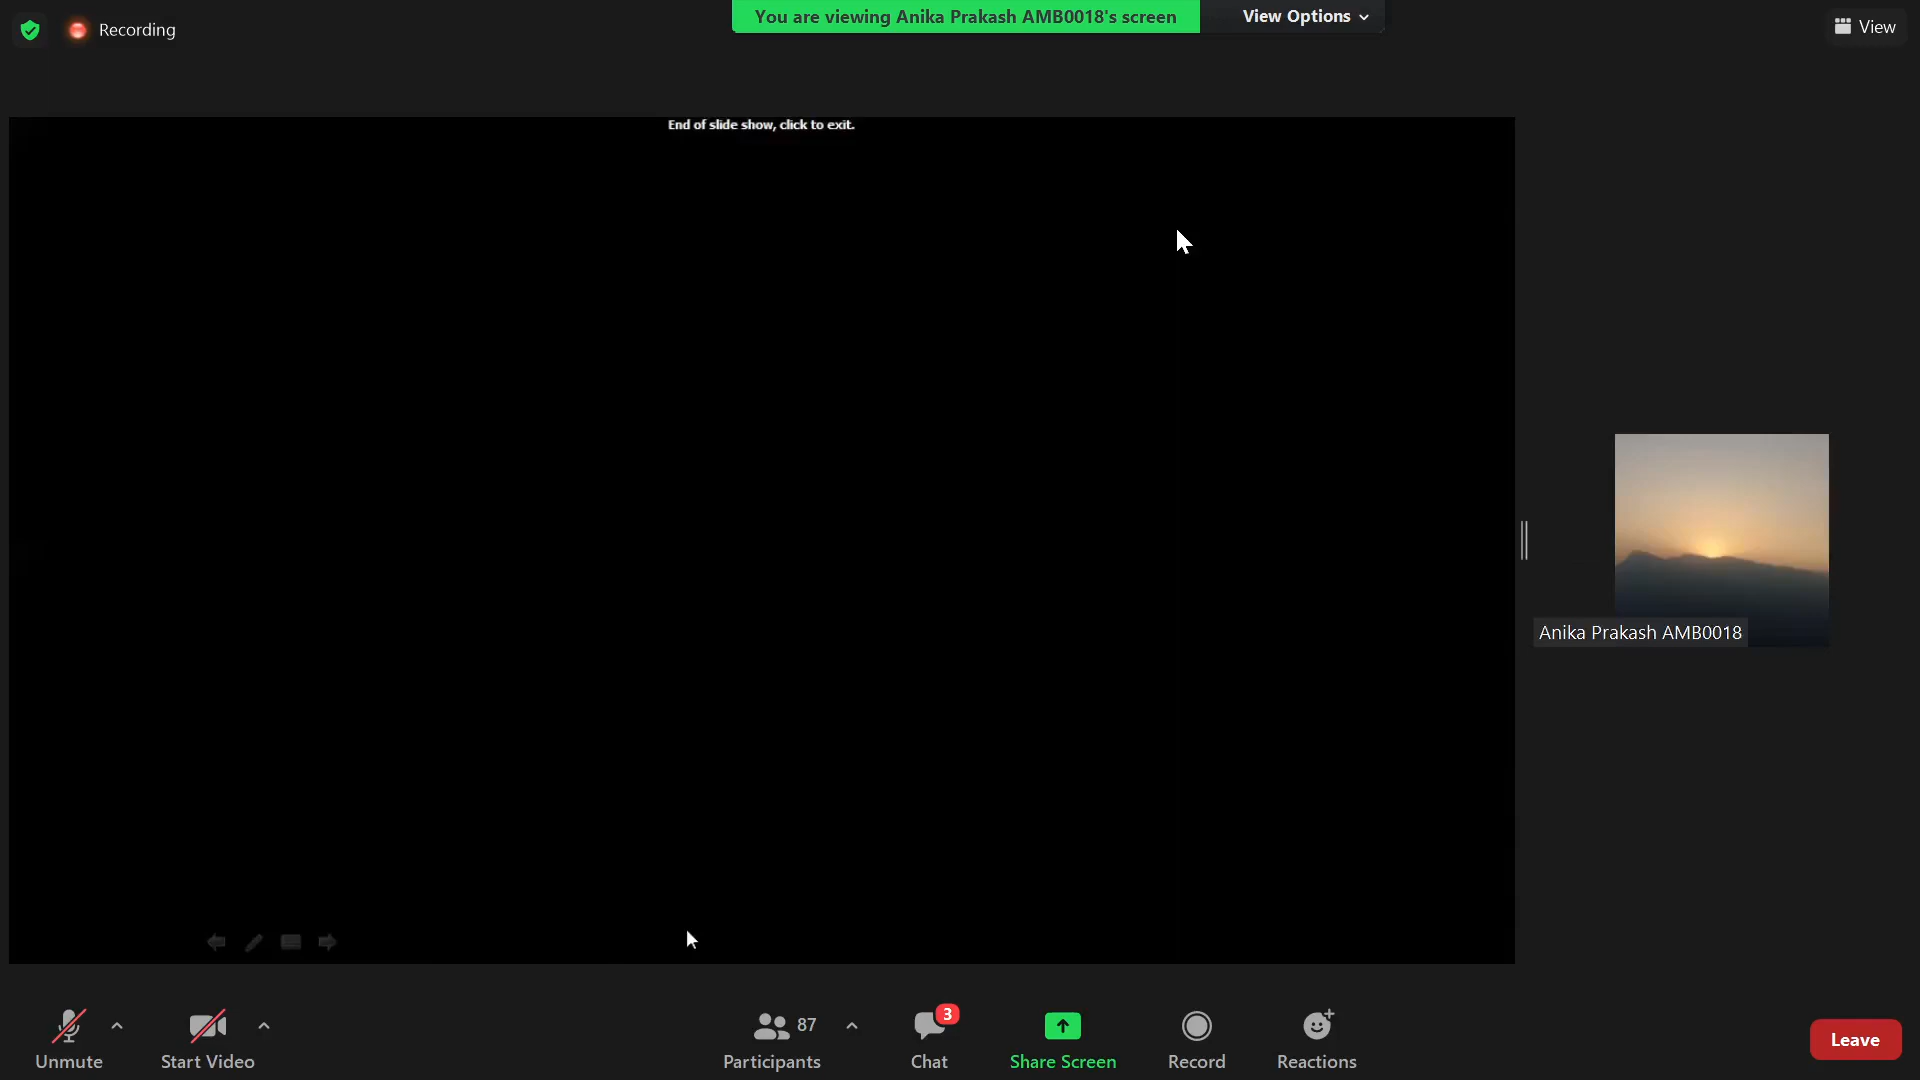 Recording
You are viewing Anika Prakash AMB0018's screen
View Options
View
End of slide show, click to exit.
Anika Prakash AMB0018
Unmute
Start Video
87
Participants
3
Chat
Share Screen
Record
Reactions
Leave